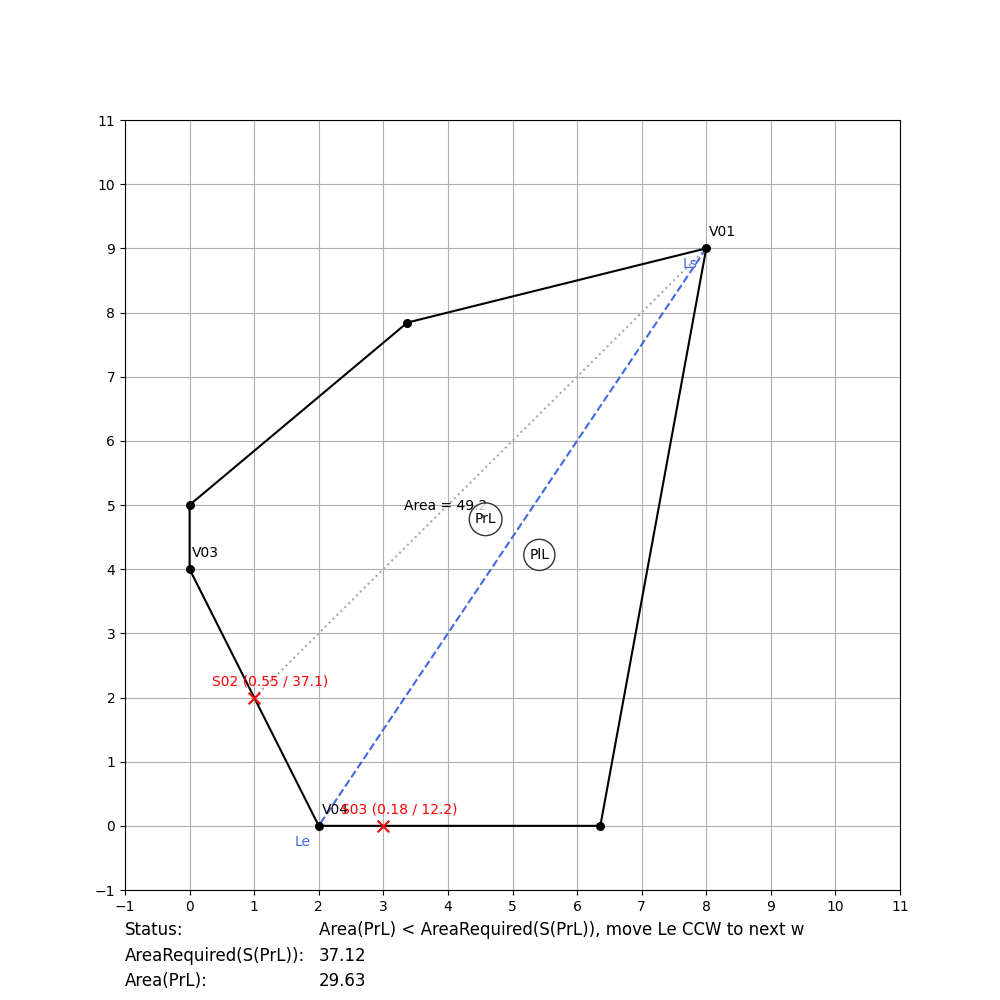 11
10
9
8
7
6
5
4
3
2
1
0
−1
V01
Ls
Area = 49.2
PrL
PlL
V03
S02 (0.55 / 37.1)
V04
S03 (0.18 / 12.2)
Le
−1 0 1 2 3 4 5 6 7 8 9 10 11
Status: Area(PrL) < AreaRequired(S(PrL)), move Le CCW to next w
AreaRequired(S(PrL)): 37.12
Area(PrL): 29.63